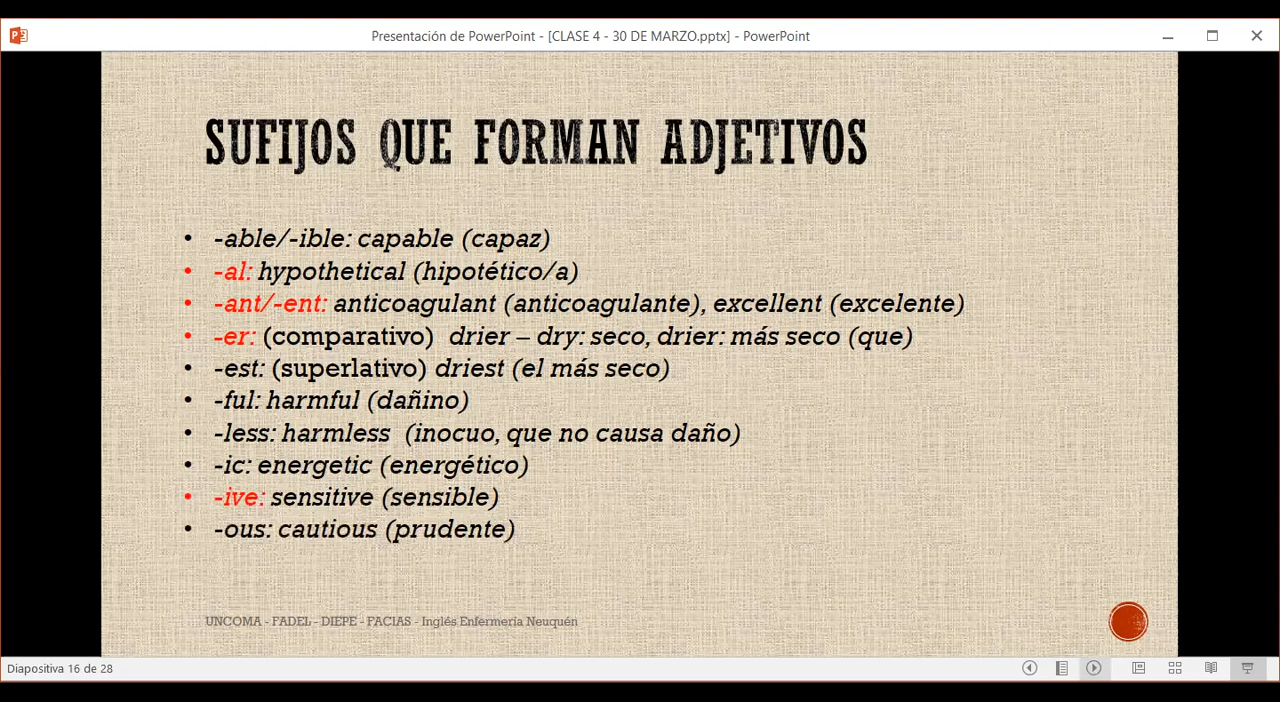 Presentación de PowerPoint - [CLASE 4 - 30 DE MARZO.pptx] - PowerPoint
SUFIJOS QUE FORMAN ADJETIVOS
• -able/-ible: capable (capaz)
• -al: hypothetical (hipotético/a)
• -ant/-ent: anticoagulant (anticoagulante), excellent (excelente)
• -er: (comparativo) drier – dry: seco, drier: más seco (que)
• -est: (superlativo) driest (el más seco)
• -ful: harmful (dañino)
• -less: harmless (inocuo, que no causa daño)
• -ic: energetic (energético)
• -ive: sensitive (sensible)
• -ous: cautious (prudente)
UNCOMA - FADEL - DIEPE - FACIAS - Inglés Enfermería Neuquén
Diapositiva 16 de 28